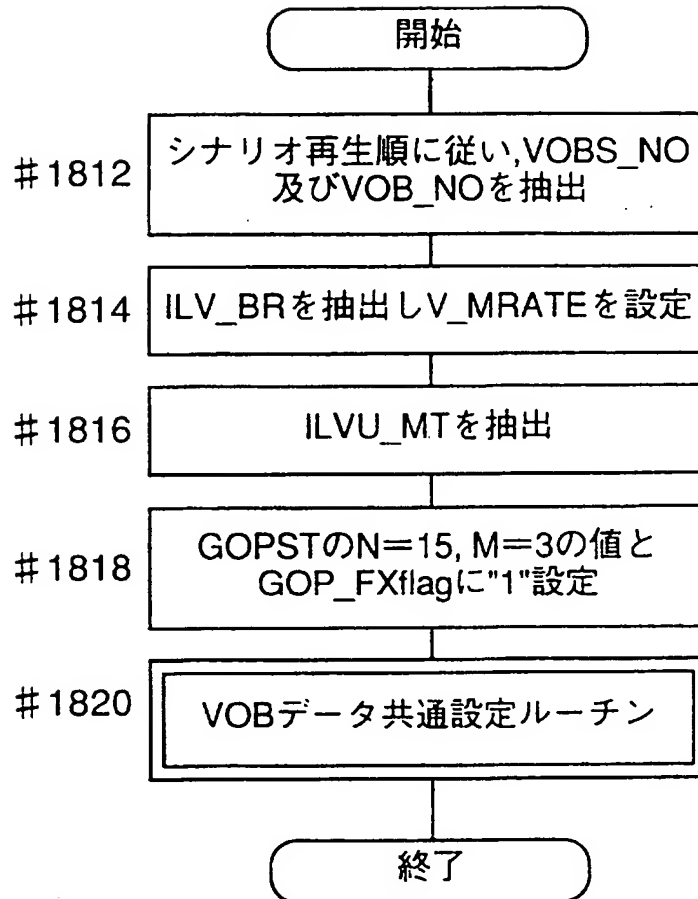 開始
#1812
シナリオ再生順に従い,VOBS_NO
及びVOB_NOを抽出
#1814
ILV_BRを抽出しV_MRATEを設定
#1816
ILVU_MTを抽出
#1818
GOPSTのN=15, M=3の値と
GOP_FXflagに"1"設定
#1820
VOBデータ共通設定ルーチン
終了